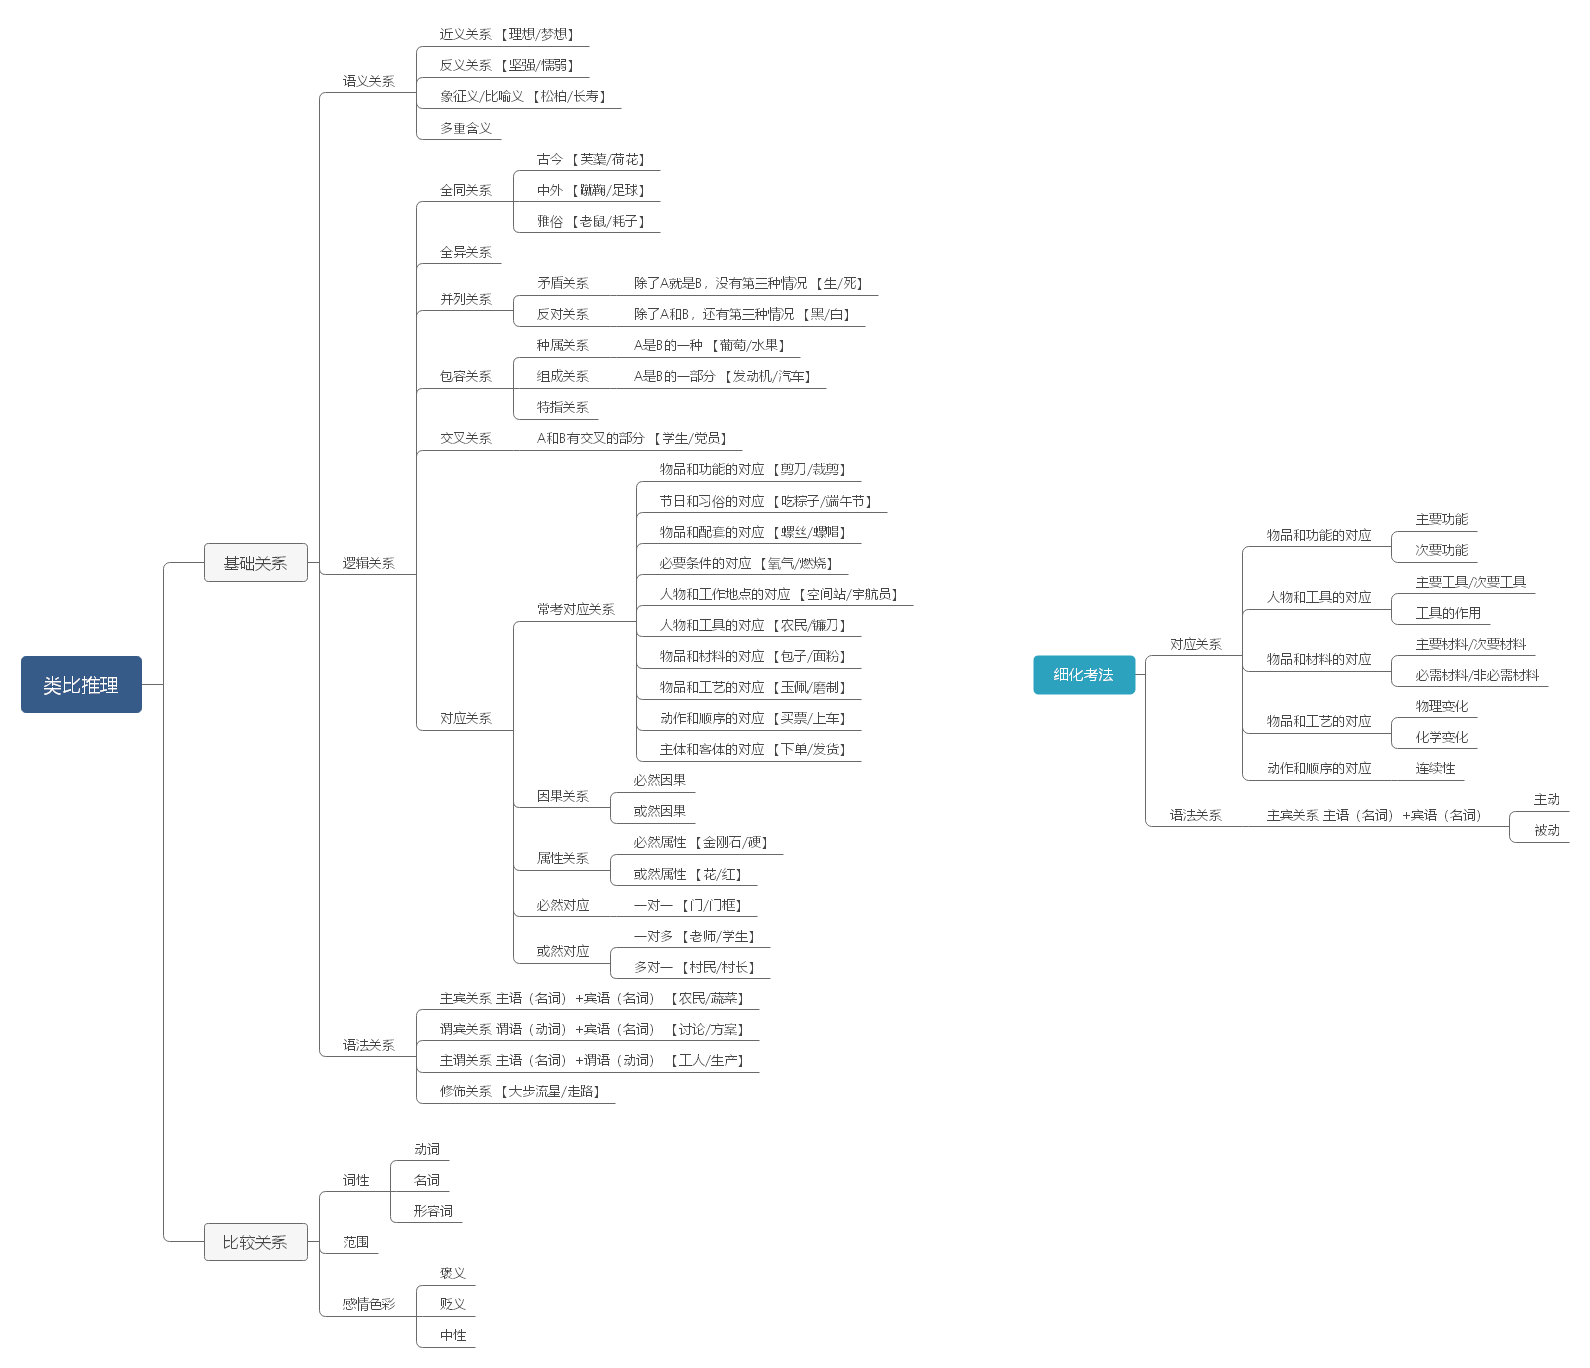 类比推理
基础关系
语义关系
近义关系 【理想/梦想】
反义关系 【坚强/懦弱】
象征义/比喻义 【松柏/长寿】
多重含义
逻辑关系
全同关系
古今 【芙蕖/荷花】
中外 【蹴鞠/足球】
雅俗 【老鼠/耗子】
全异关系
并列关系
矛盾关系
除了A就是B，没有第三种情况 【生/死】
反对关系
除了A和B，还有第三种情况 【黑/白】
包容关系
种属关系
A是B的一种 【葡萄/水果】
组成关系
A是B的一部分 【发动机/汽车】
特指关系
交叉关系
A和B有交叉的部分 【学生/党员】
对应关系
常考对应关系
物品和功能的对应 【剪刀/裁剪】
节日和习俗的对应 【吃粽子/端午节】
物品和配套的对应 【螺丝/螺帽】
必要条件的对应 【氧气/燃烧】
人物和工作地点的对应 【空间站/宇航员】
人物和工具的对应 【农民/镰刀】
物品和材料的对应 【包子/面粉】
物品和工艺的对应 【玉佩/磨制】
动作和顺序的对应 【买票/上车】
主体和客体的对应 【下单/发货】
因果关系
必然因果
或然因果
属性关系
必然属性 【金刚石/硬】
或然属性 【花/红】
必然对应
一对一 【门/门框】
或然对应
一对多 【老师/学生】
多对一 【村民/村长】
语法关系
主宾关系 主语（名词）+宾语（名词） 【农民/蔬菜】
谓宾关系 谓语（动词）+宾语（名词） 【讨论/方案】
主谓关系 主语（名词）+谓语（动词） 【工人/生产】
修饰关系 【大步流星/走路】
比较关系
词性
动词
名词
形容词
范围
感情色彩
褒义
贬义
中性
细化考法
对应关系
物品和功能的对应
主要功能
次要功能
人物和工具的对应
主要工具/次要工具
工具的作用
物品和材料的对应
主要材料/次要材料
必需材料/非必需材料
物品和工艺的对应
物理变化
化学变化
动作和顺序的对应
连续性
语法关系
主宾关系 主语（名词）+宾语（名词）
主动
被动